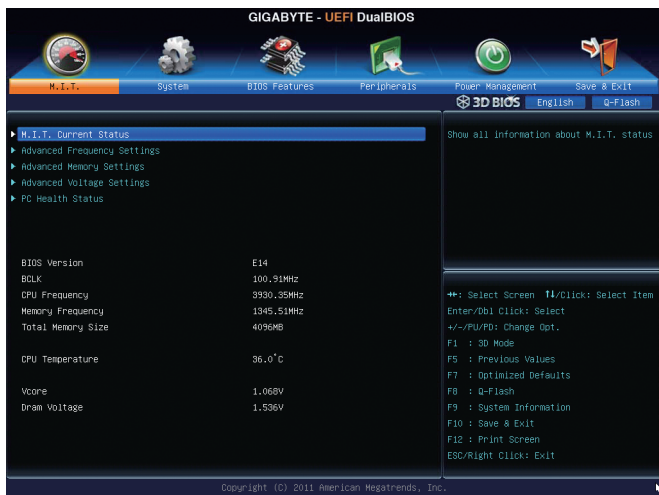 GIGABYTE - UEFI DualBIOS
M.I.T. System BIOS Features Peripherals Power Management Save & Exit
3D BIOS English Q-Flash
M.I.T. Current Status
Advanced Frequency Settings
Advanced Memory Settings
Advanced Voltage Settings
PC Health Status
Show all information about M.I.T. status
BIOS Version E14
BCLK 100.91MHz
CPU Frequency 3930.35MHz
Memory Frequency 1345.51MHz
Total Memory Size 4096MB
CPU Temperature 36.0°C
Vcore 1.068V
Dram Voltage 1.536V
→←: Select Screen ↑↓/Click: Select Item
Enter/Dbl Click: Select
+/-/PU/PD: Change Opt.
F1 : 3D Mode
F5 : Previous Values
F7 : Optimized Defaults
F8 : Q-Flash
F9 : System Information
F10 : Save & Exit
F12 : Print Screen
ESC/Right Click: Exit
Copyright (C) 2011 American Megatrends, Inc.